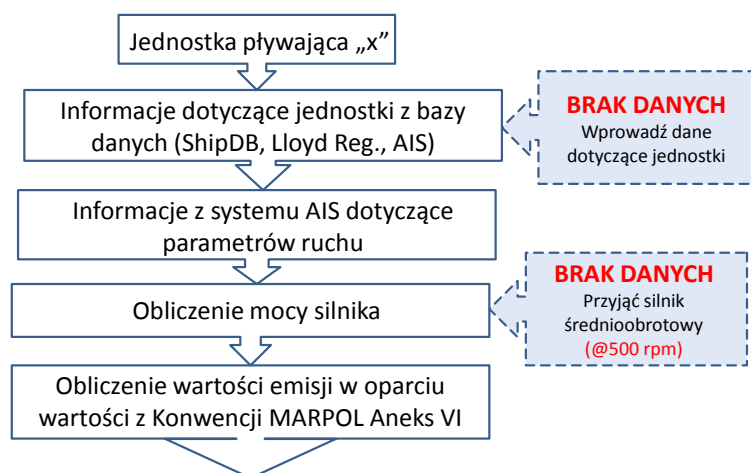 Jednostka pływająca „x”
Informacje dotyczące jednostki z bazy
danych (ShipDB, Lloyd Reg., AIS)
BRAK DANYCH
Wprowadź dane
dotyczące jednostki
Informacje z systemu AIS dotyczące
parametrów ruchu
Obliczenie mocy silnika
BRAK DANYCH
Przyjąć silnik
średnioobrotowy
(@500 rpm)
Obliczenie wartości emisji w oparciu
wartości z Konwencji MARPOL Aneks VI